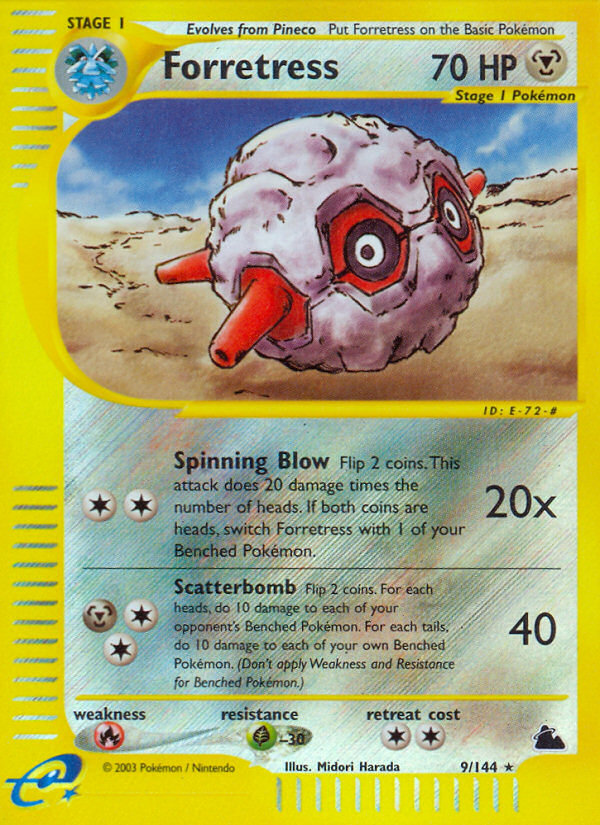 STAGE 1
Evolves from Pineco Put Forretress on the Basic Pokémon
Forretress 70 HP
Stage 1 Pokémon
ID: E-72-#
Spinning Blow Flip 2 coins. This
attack does 20 damage times the
number of heads. If both coins are
heads, switch Forretress with 1 of your
Benched Pokémon.
20x
Scatterbomb Flip 2 coins. For each
heads, do 10 damage to each of your
opponent's Benched Pokémon. For each tails,
do 10 damage to each of your own Benched
Pokémon. (Don't apply Weakness and Resistance
for Benched Pokémon.)
40
weakness resistance retreat cost
-30
© 2003 Pokémon / Nintendo Illus. Midori Harada 9/144 ★
e